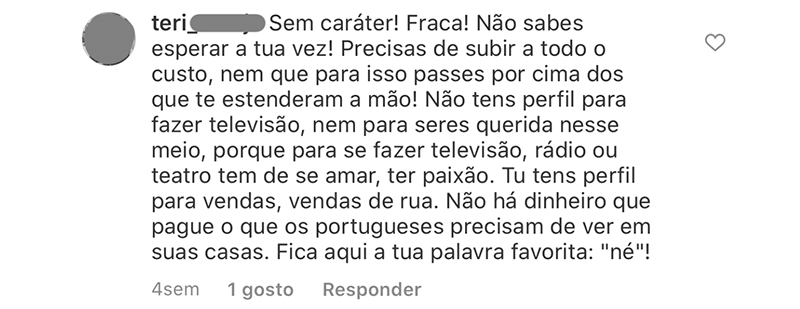 teri_ Sem caráter! Fraca! Não sabes
esperar a tua vez! Precisas de subir a todo o
custo, nem que para isso passes por cima dos
que te estenderam a mão! Não tens perfil para
fazer televisão, nem para seres querida nesse
meio, porque para se fazer televisão, rádio ou
teatro tem de se amar, ter paixão. Tu tens perfil
para vendas, vendas de rua. Não há dinheiro que
pague o que os portugueses precisam de ver em
suas casas. Fica aqui a tua palavra favorita: "né"!
4sem 1 gosto Responder